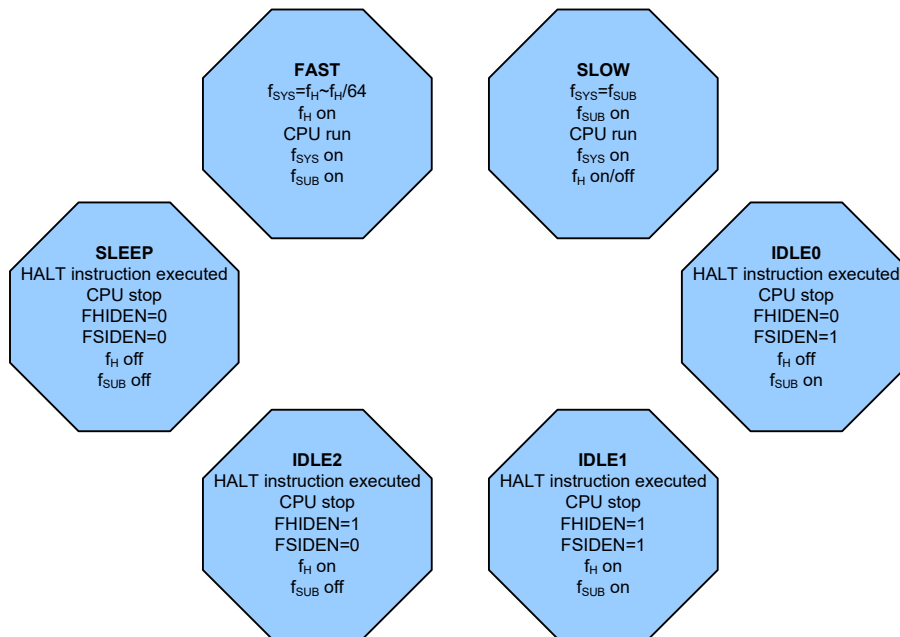 FAST
fSYS=fH~fH/64
fH on
CPU run
fSYS on
fSUB on
SLOW
fSYS=fSUB
fSUB on
CPU run
fSYS on
fH on/off
SLEEP
HALT instruction executed
CPU stop
FHIDEN=0
FSIDEN=0
fH off
fSUB off
IDLE0
HALT instruction executed
CPU stop
FHIDEN=0
FSIDEN=1
fH off
fSUB on
IDLE2
HALT instruction executed
CPU stop
FHIDEN=1
FSIDEN=0
fH on
fSUB off
IDLE1
HALT instruction executed
CPU stop
FHIDEN=1
FSIDEN=1
fH on
fSUB on